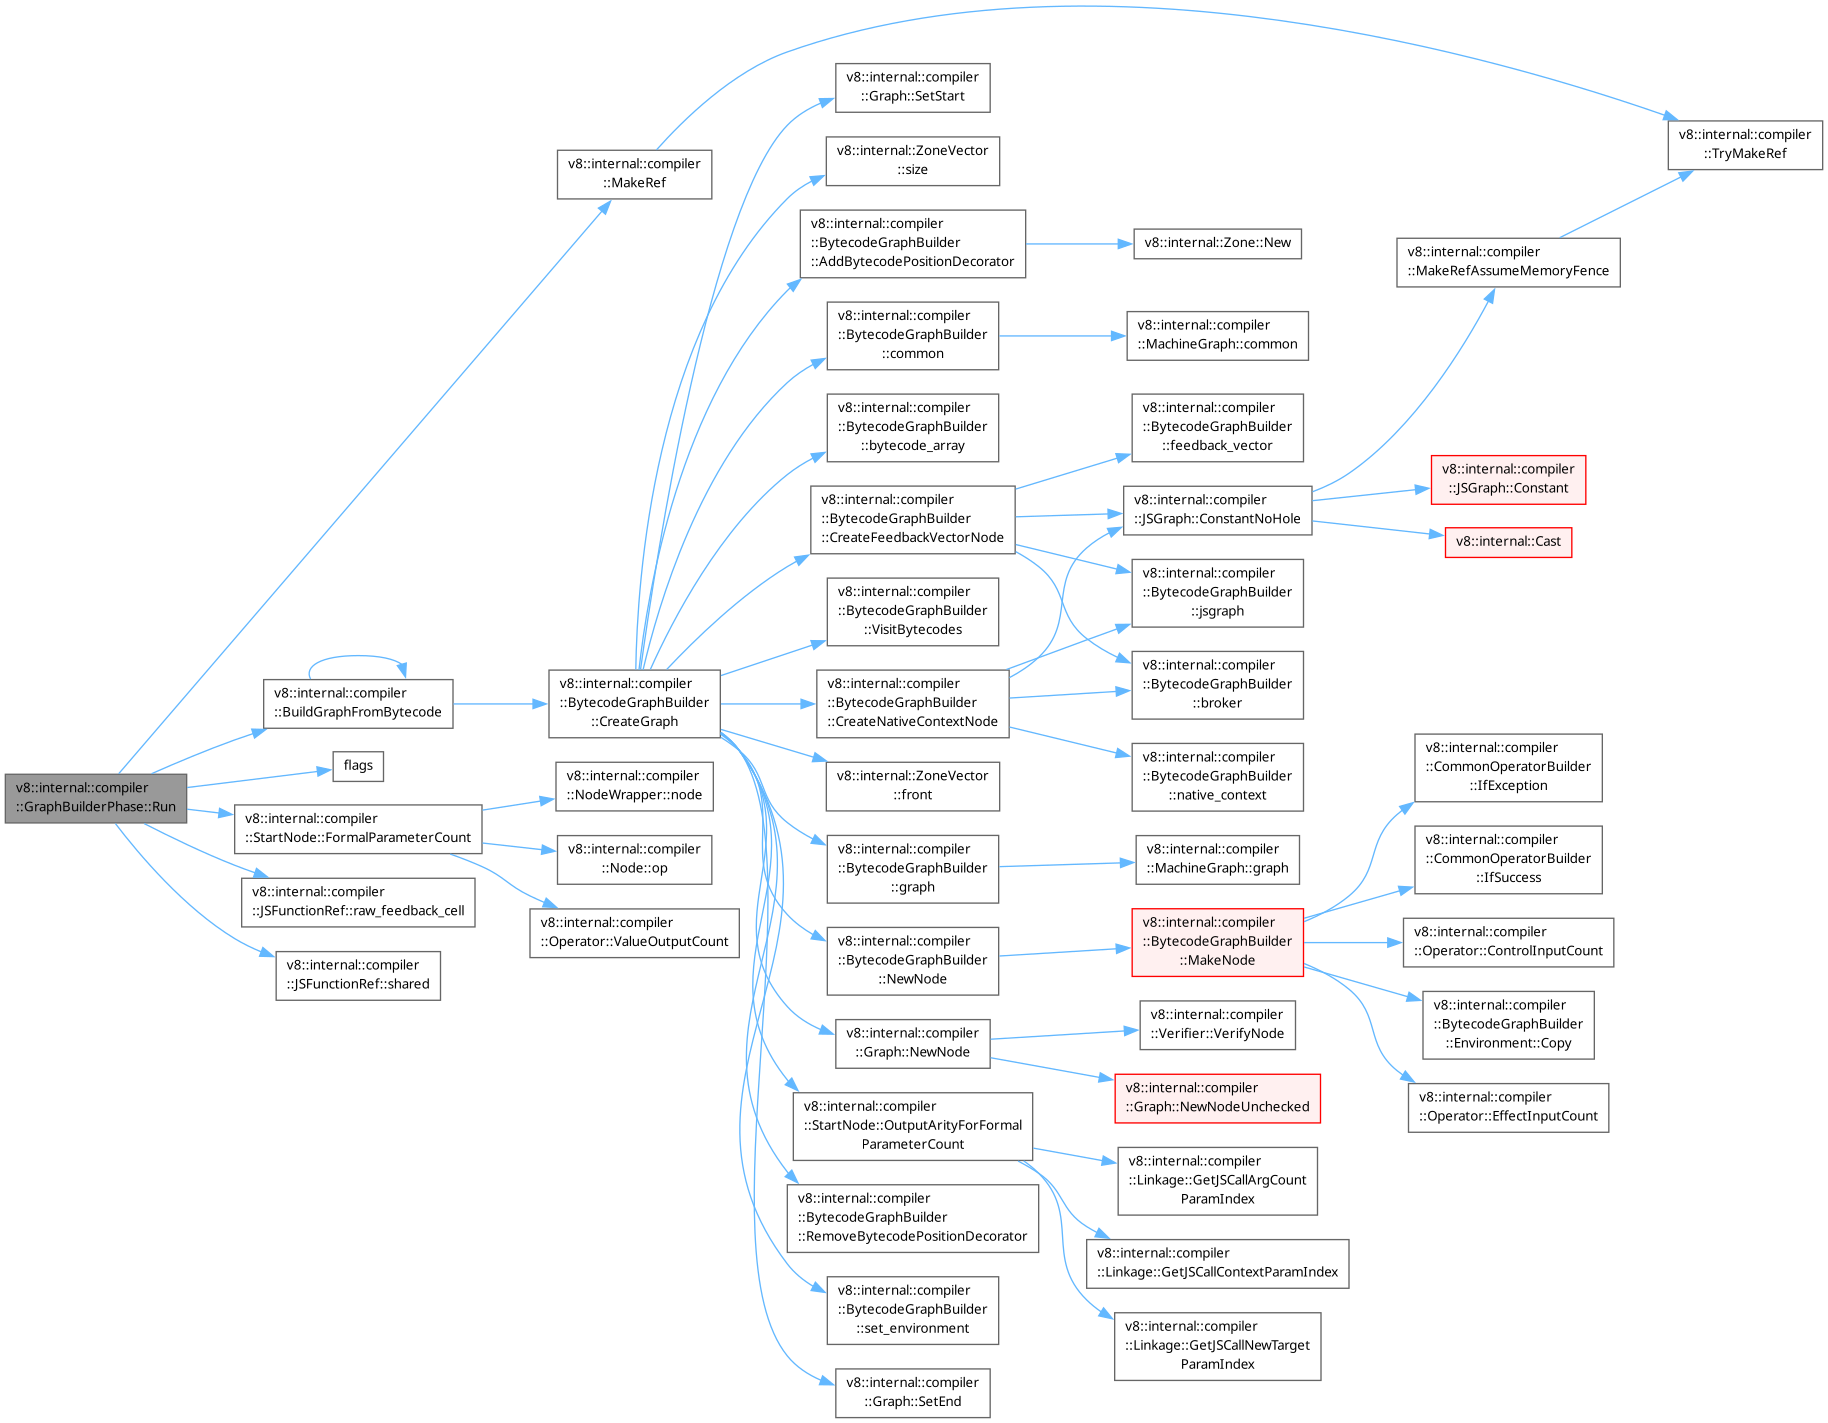 v8::internal::compiler
::GraphBuilderPhase::Run
v8::internal::compiler
::MakeRef
v8::internal::compiler
::BuildGraphFromBytecode
flags
v8::internal::compiler
::StartNode::FormalParameterCount
v8::internal::compiler
::JSFunctionRef::raw_feedback_cell
v8::internal::compiler
::JSFunctionRef::shared
v8::internal::compiler
::BytecodeGraphBuilder
::CreateGraph
v8::internal::compiler
::NodeWrapper::node
v8::internal::compiler
::Node::op
v8::internal::compiler
::Operator::ValueOutputCount
v8::internal::compiler
::Graph::SetStart
v8::internal::ZoneVector
::size
v8::internal::compiler
::BytecodeGraphBuilder
::AddBytecodePositionDecorator
v8::internal::compiler
::BytecodeGraphBuilder
::common
v8::internal::compiler
::BytecodeGraphBuilder
::bytecode_array
v8::internal::compiler
::BytecodeGraphBuilder
::CreateFeedbackVectorNode
v8::internal::compiler
::BytecodeGraphBuilder
::VisitBytecodes
v8::internal::compiler
::BytecodeGraphBuilder
::CreateNativeContextNode
v8::internal::ZoneVector
::front
v8::internal::compiler
::BytecodeGraphBuilder
::graph
v8::internal::compiler
::BytecodeGraphBuilder
::NewNode
v8::internal::compiler
::Graph::NewNode
v8::internal::compiler
::StartNode::OutputArityForFormal
ParameterCount
v8::internal::compiler
::BytecodeGraphBuilder
::RemoveBytecodePositionDecorator
v8::internal::compiler
::BytecodeGraphBuilder
::set_environment
v8::internal::compiler
::Graph::SetEnd
v8::internal::Zone::New
v8::internal::compiler
::MachineGraph::common
v8::internal::compiler
::BytecodeGraphBuilder
::feedback_vector
v8::internal::compiler
::JSGraph::ConstantNoHole
v8::internal::compiler
::BytecodeGraphBuilder
::jsgraph
v8::internal::compiler
::BytecodeGraphBuilder
::broker
v8::internal::compiler
::BytecodeGraphBuilder
::native_context
v8::internal::compiler
::MachineGraph::graph
v8::internal::compiler
::BytecodeGraphBuilder
::MakeNode
v8::internal::compiler
::Verifier::VerifyNode
v8::internal::compiler
::Graph::NewNodeUnchecked
v8::internal::compiler
::Linkage::GetJSCallArgCount
ParamIndex
v8::internal::compiler
::Linkage::GetJSCallContextParamIndex
v8::internal::compiler
::Linkage::GetJSCallNewTarget
ParamIndex
v8::internal::compiler
::MakeRefAssumeMemoryFence
v8::internal::compiler
::JSGraph::Constant
v8::internal::Cast
v8::internal::compiler
::CommonOperatorBuilder
::IfException
v8::internal::compiler
::CommonOperatorBuilder
::IfSuccess
v8::internal::compiler
::Operator::ControlInputCount
v8::internal::compiler
::BytecodeGraphBuilder
::Environment::Copy
v8::internal::compiler
::Operator::EffectInputCount
v8::internal::compiler
::TryMakeRef